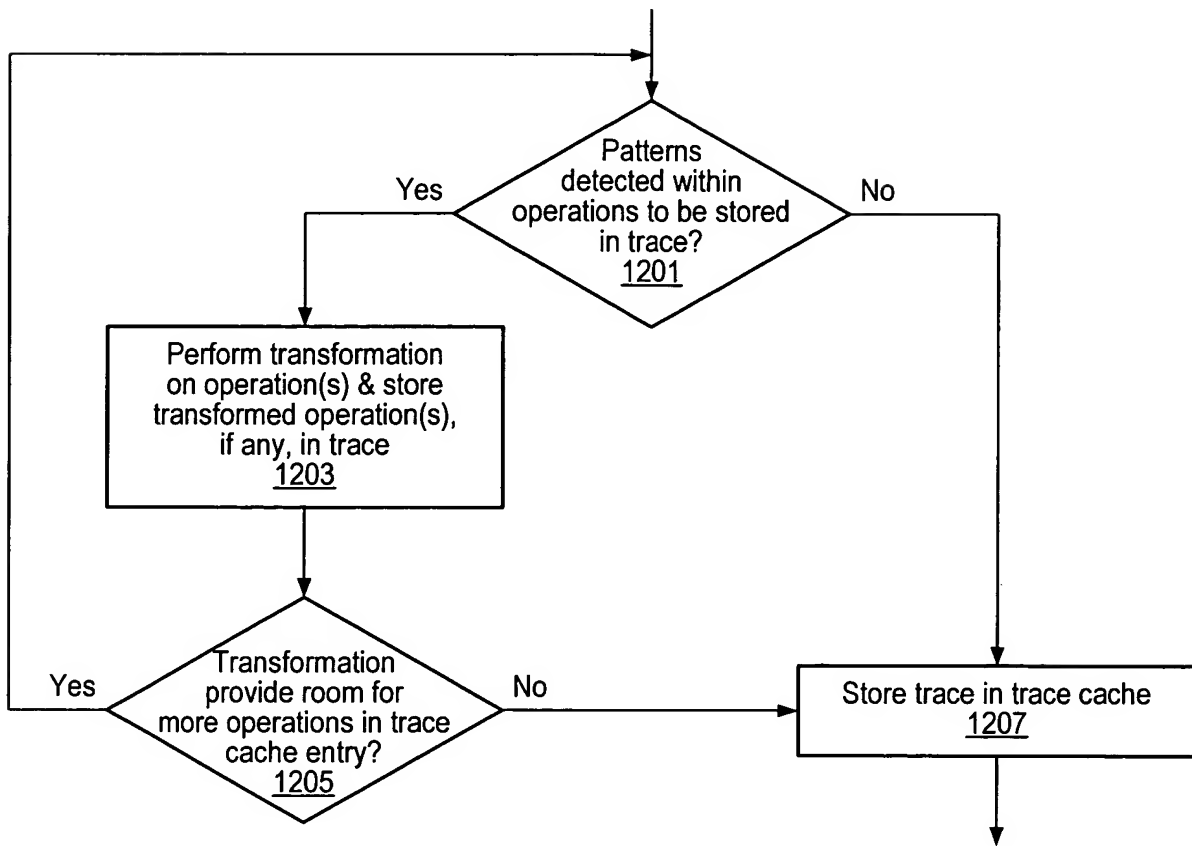 Patterns
detected within
operations to be stored
in trace?
1201
Yes
No
Perform transformation
on operation(s) & store
transformed operation(s),
if any, in trace
1203
Transformation
provide room for
more operations in trace
cache entry?
1205
Yes
No
Store trace in trace cache
1207